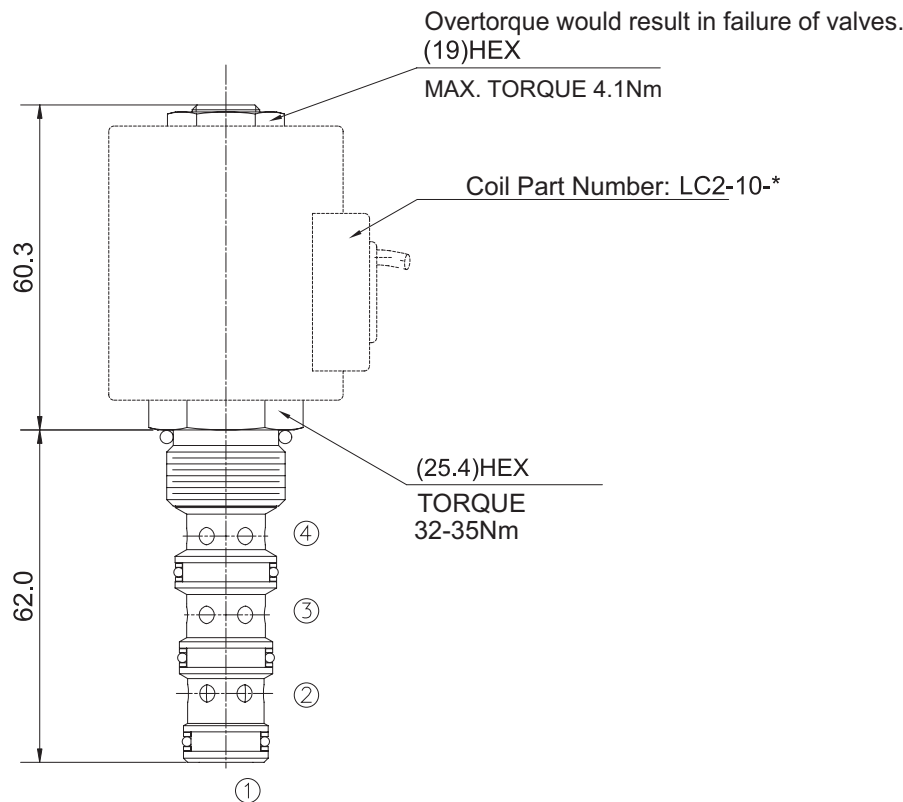 Overtorque would result in failure of valves.
(19)HEX
MAX. TORQUE 4.1Nm
Coil Part Number: LC2-10-*
60.3
(25.4)HEX
TORQUE
32-35Nm
62.0
④
③
②
①